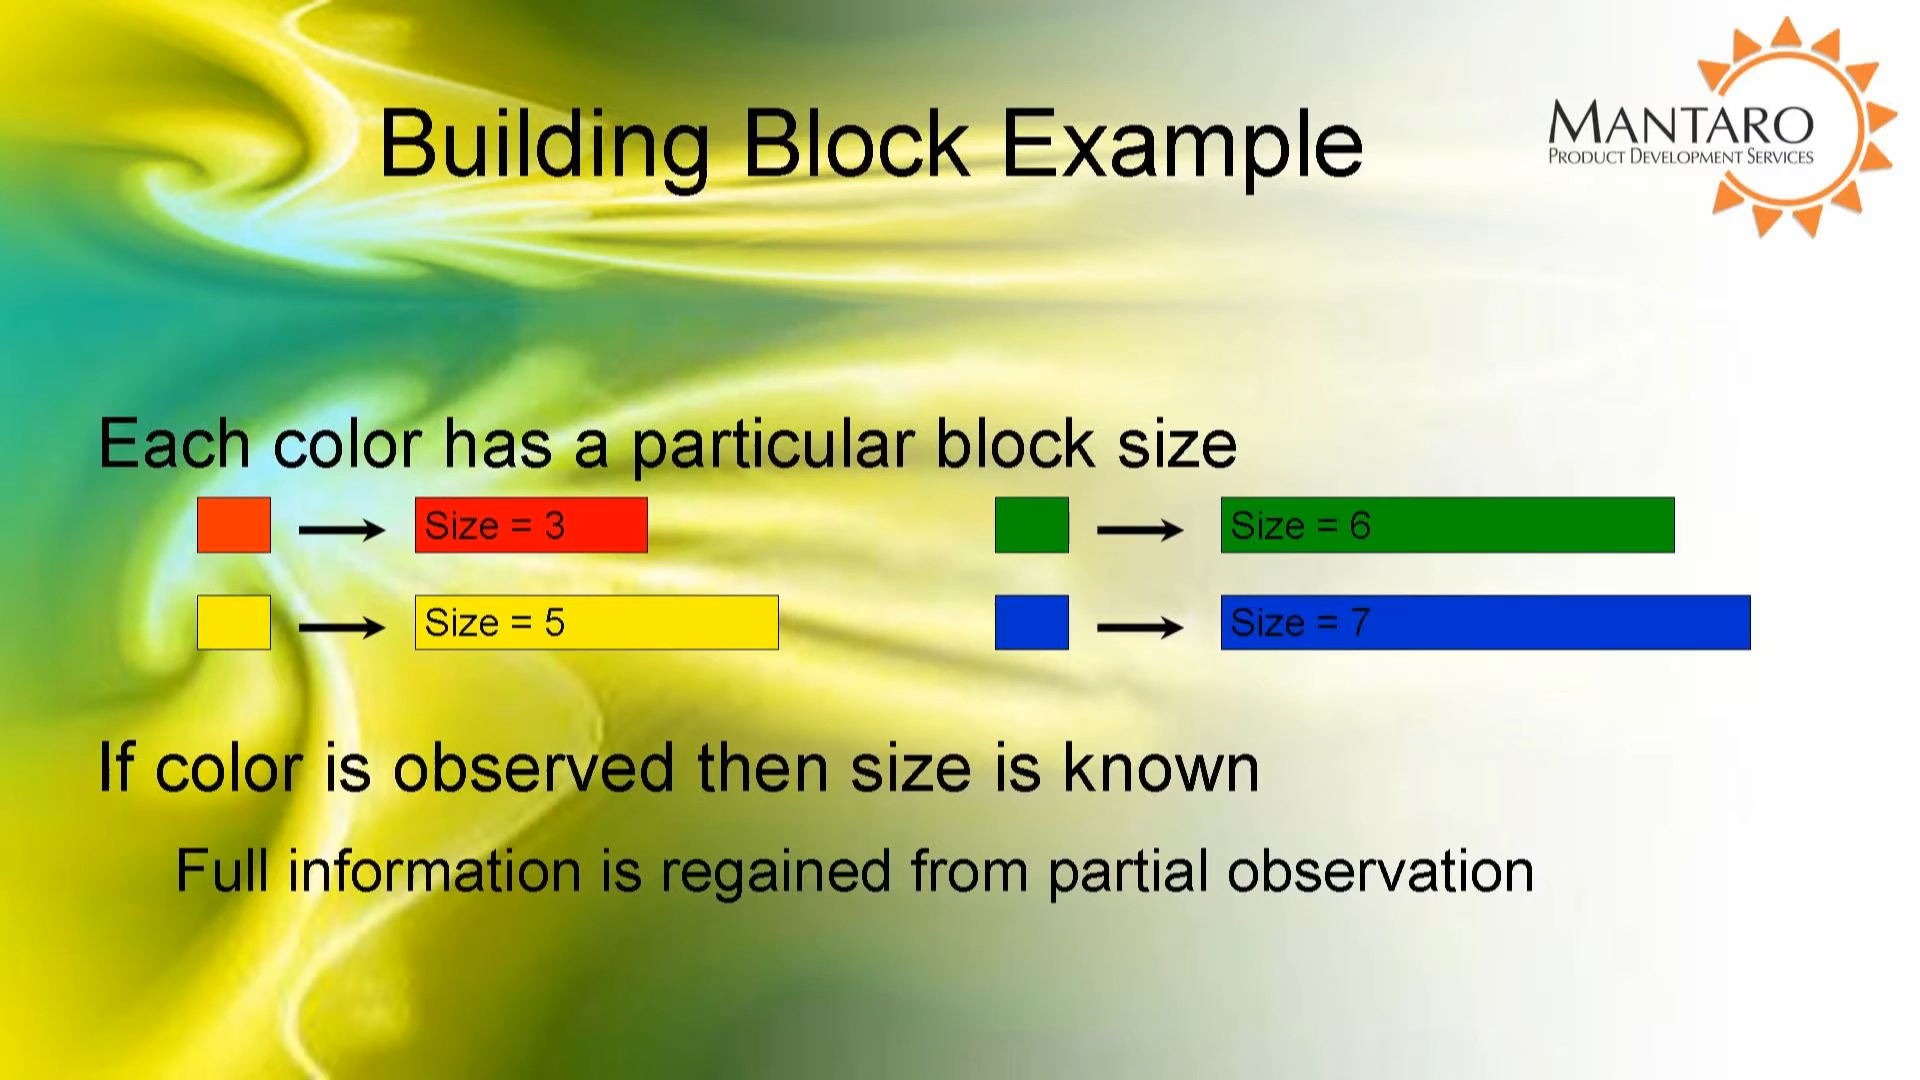 Building Block Example
MANTARO
PRODUCT DEVELOPMENT SERVICES
Each color has a particular block size
Size = 3
Size = 6
Size = 5
Size = 7
If color is observed then size is known
Full information is regained from partial observation